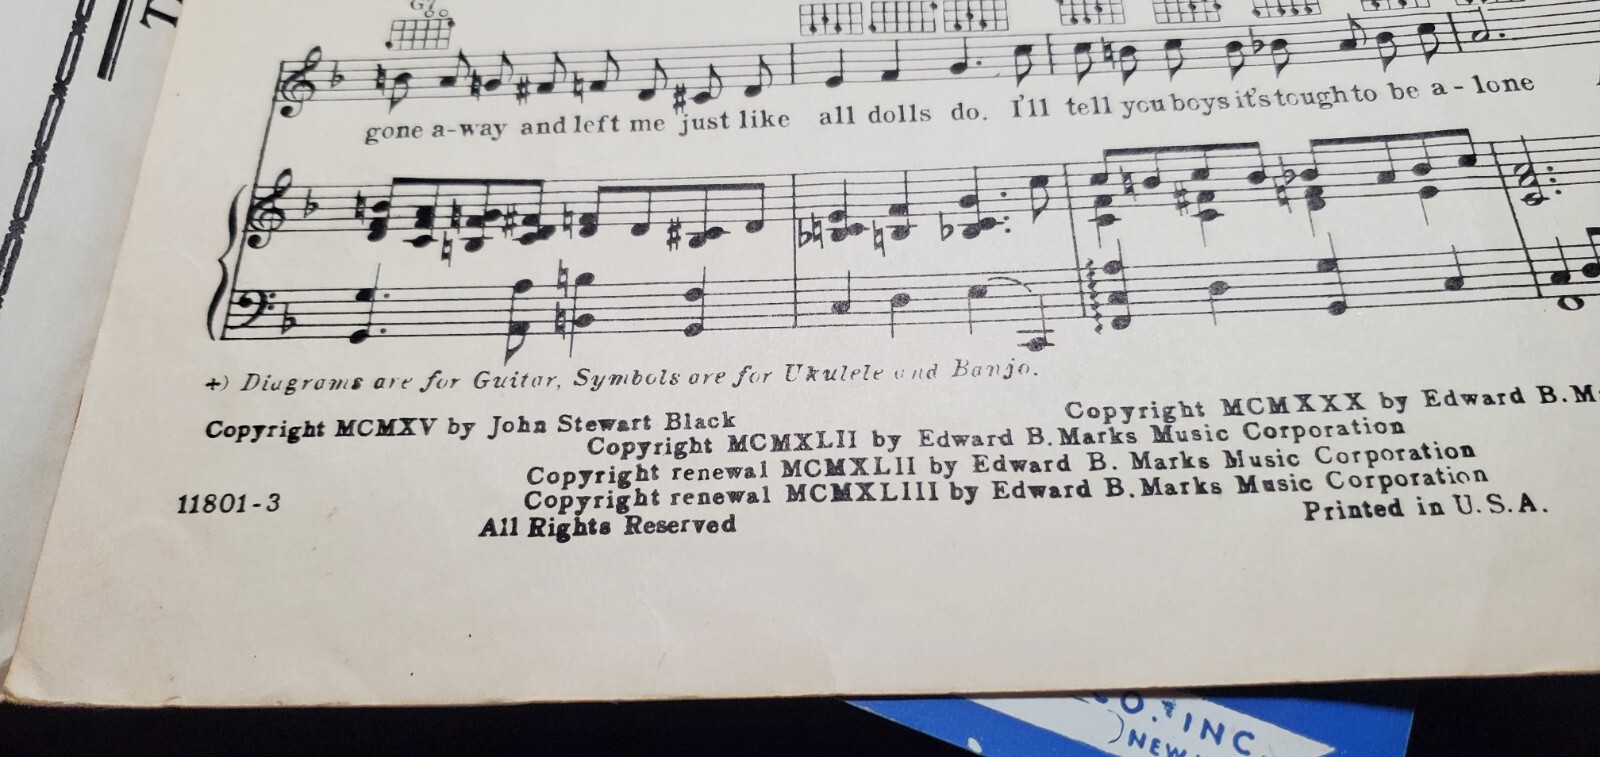 G7
gone a-way and left me just like all dolls do. I'll tell you boys it's tough to be a - lone
+) Diagrams are for Guitar, Symbols are for Ukulele and Banjo.
Copyright MCMXV by John Stewart Black
Copyright MCMXXX by Edward B. M
Copyright MCMXLII by Edward B. Marks Music Corporation
Copyright renewal MCMXLII by Edward B. Marks Music Corporation
Copyright renewal MCMXLIII by Edward B. Marks Music Corporation
11801-3
All Rights Reserved
Printed in U. S. A.
O. INC
NEW